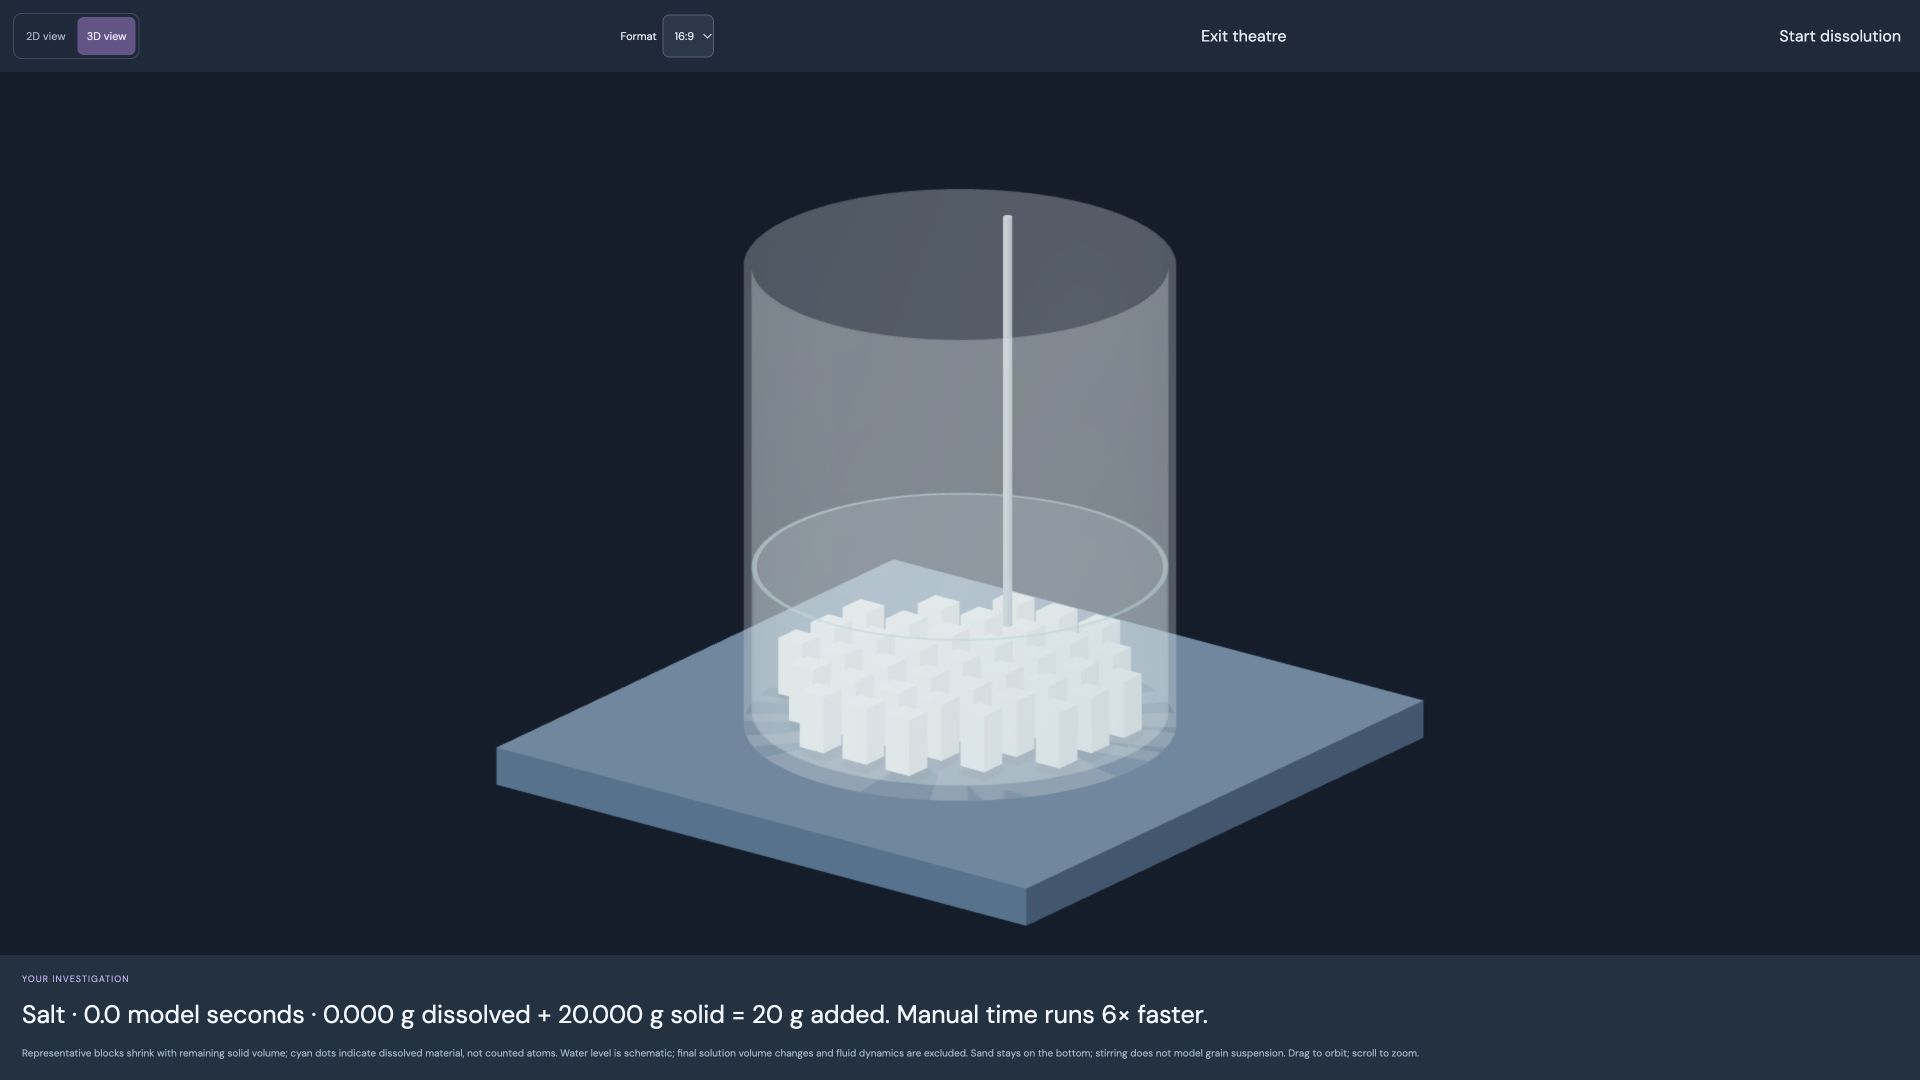 2D view
3D view
Format
16:9
Exit theatre
Start dissolution
YOUR INVESTIGATION
Salt · 0.0 model seconds · 0.000 g dissolved + 20.000 g solid = 20 g added. Manual time runs 6× faster.
Representative blocks shrink with remaining solid volume; cyan dots indicate dissolved material, not counted atoms. Water level is schematic; final solution volume changes and fluid dynamics are excluded. Sand stays on the bottom; stirring does not model grain suspension. Drag to orbit; scroll to zoom.